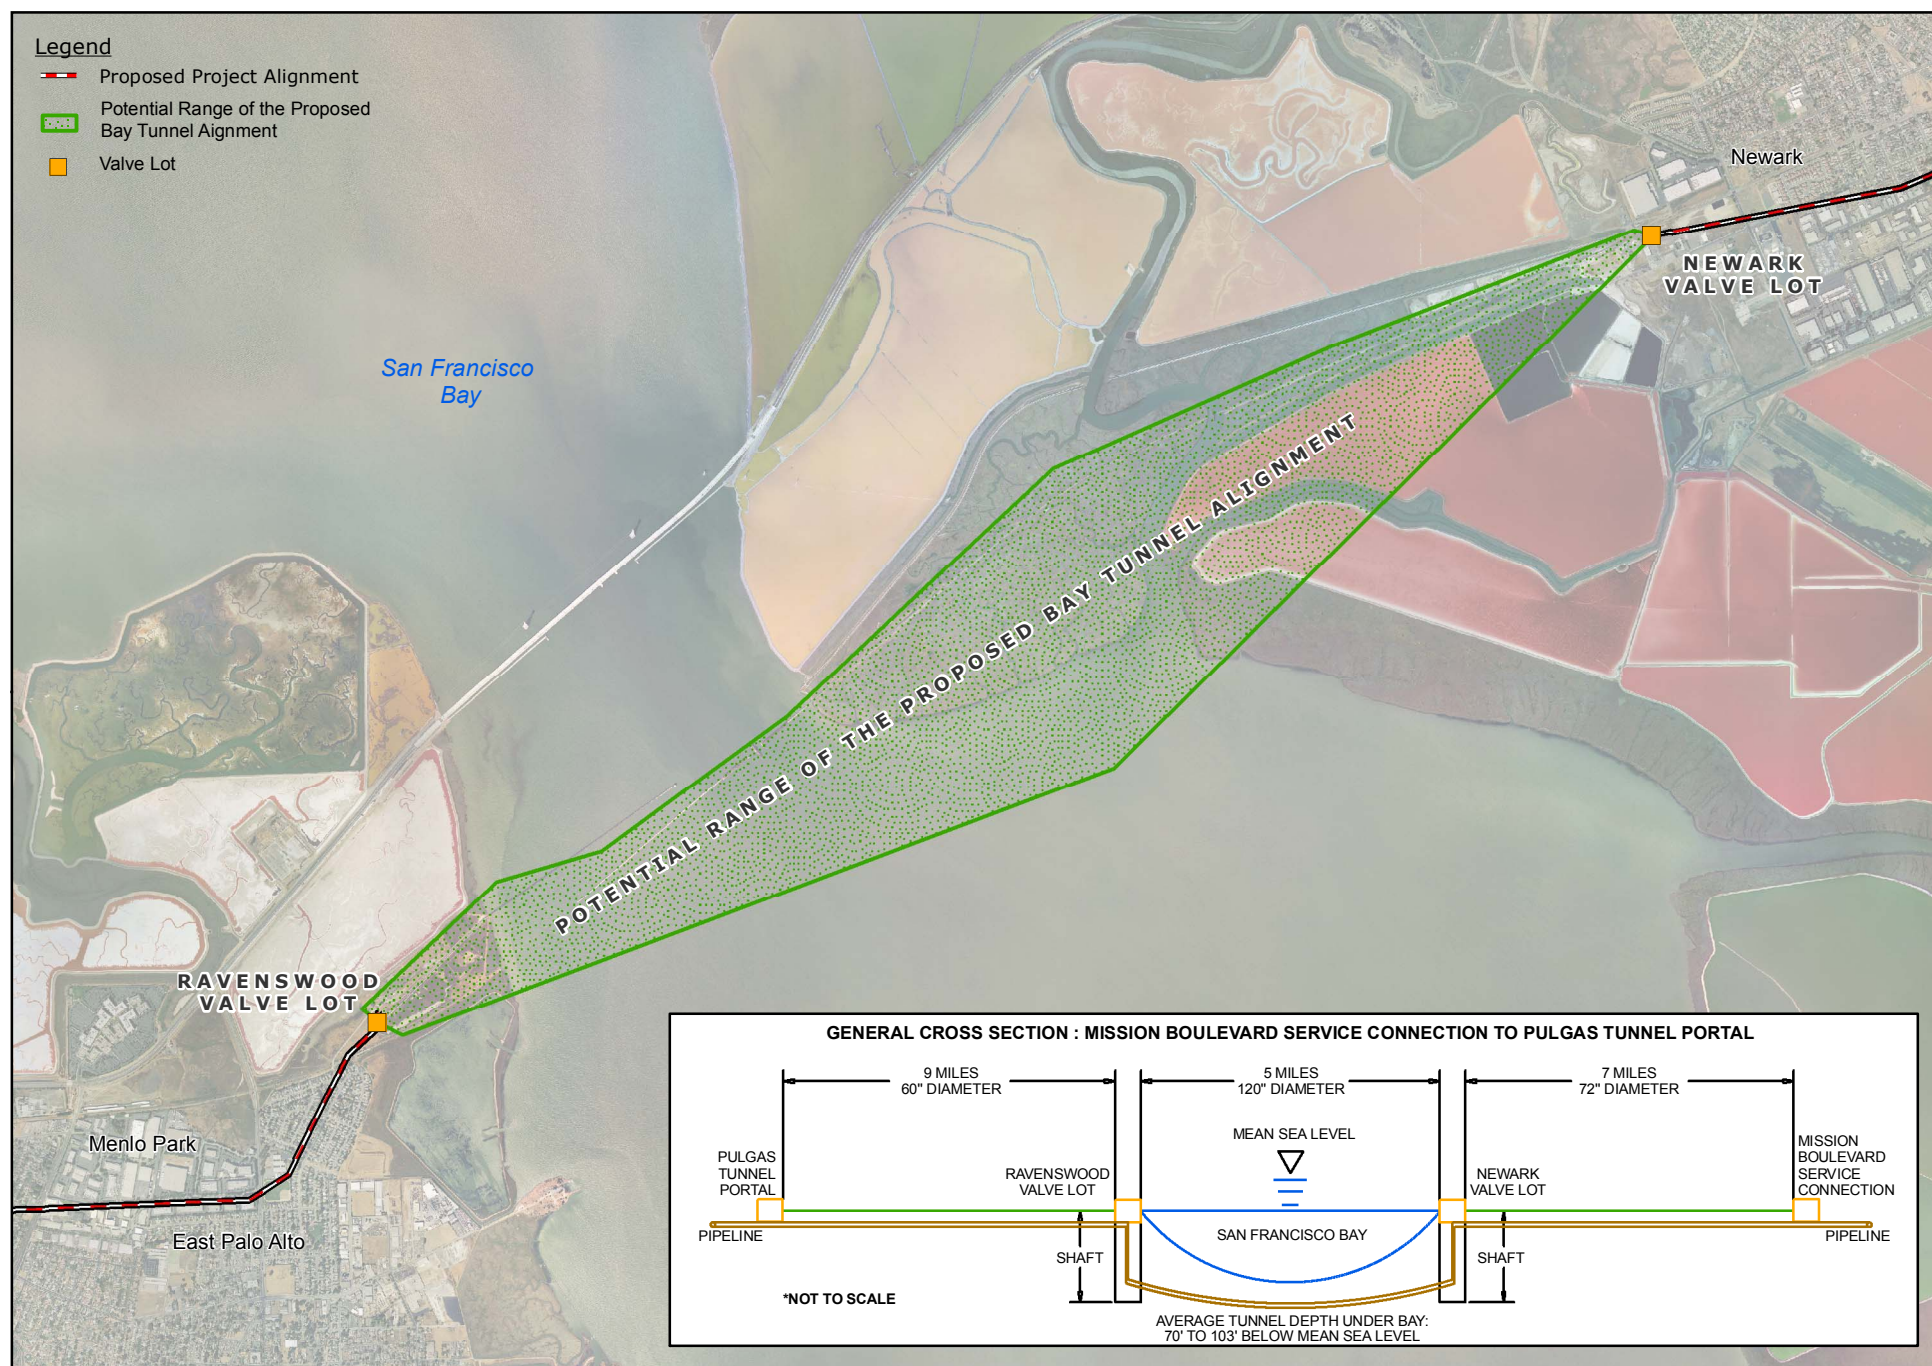 Legend
Proposed Project Alignment
Potential Range of the Proposed
Bay Tunnel Aignment
Valve Lot
Newark
NEWARK
VALVE LOT
San Francisco
Bay
POTENTIAL RANGE OF THE PROPOSED BAY TUNNEL ALIGNMENT
RAVENSWOOD
VALVE LOT
Menlo Park
East Palo Alto
GENERAL CROSS SECTION : MISSION BOULEVARD SERVICE CONNECTION TO PULGAS TUNNEL PORTAL
9 MILES
60" DIAMETER
5 MILES
120" DIAMETER
7 MILES
72" DIAMETER
MEAN SEA LEVEL
PULGAS
TUNNEL
PORTAL
RAVENSWOOD
VALVE LOT
NEWARK
VALVE LOT
MISSION
BOULEVARD
SERVICE
CONNECTION
PIPELINE
SAN FRANCISCO BAY
PIPELINE
SHAFT
SHAFT
*NOT TO SCALE
AVERAGE TUNNEL DEPTH UNDER BAY:
70' TO 103' BELOW MEAN SEA LEVEL